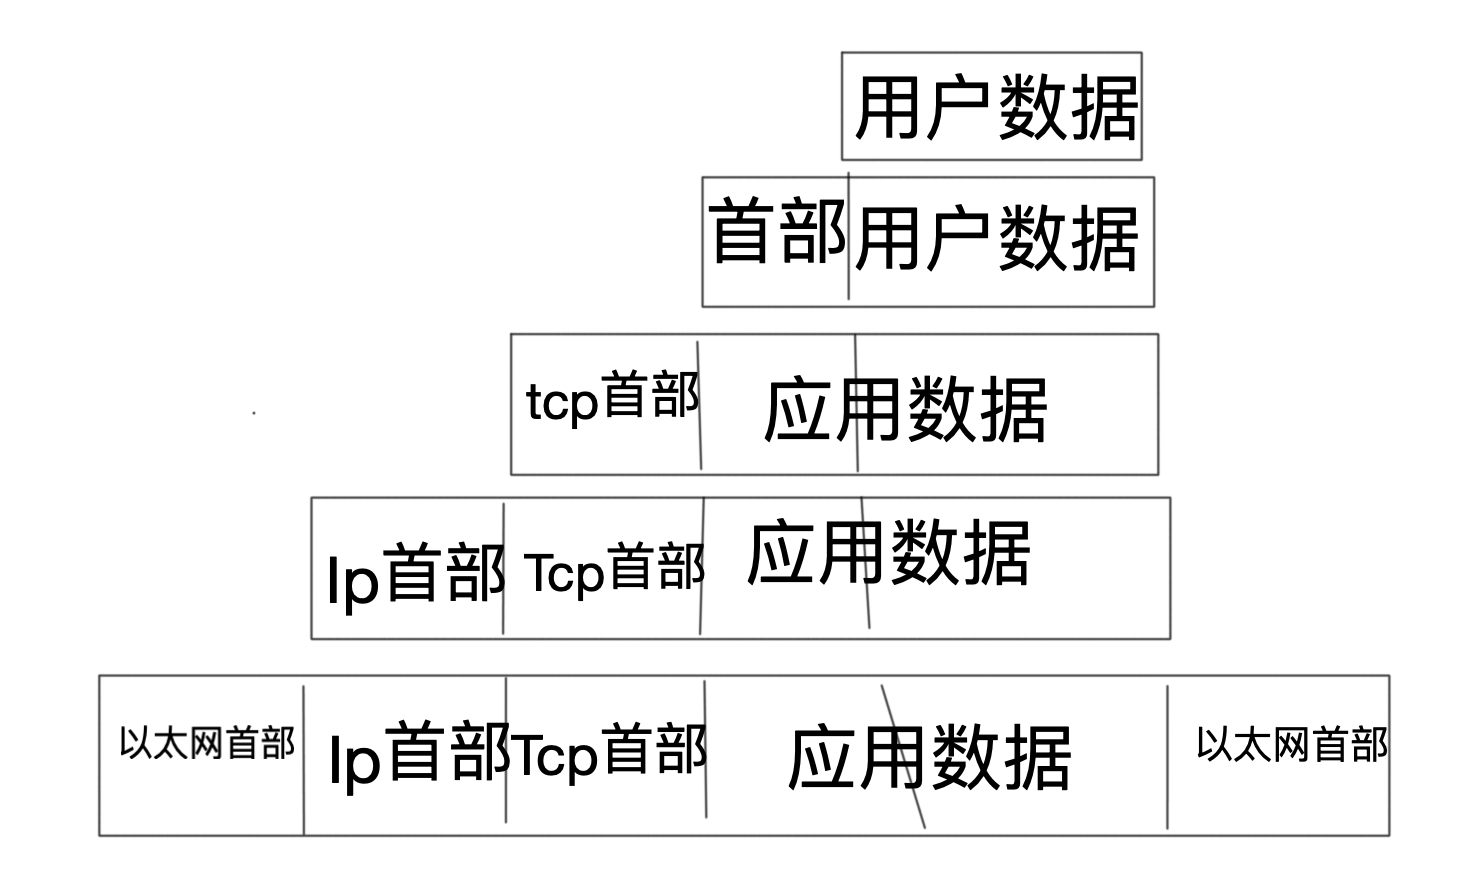 用户数据
首部 用户数据
tcp首部 应用数据
Ip首部 Tcp首部 应用数据
以太网首部 Ip首部 Tcp首部 应用数据 以太网首部